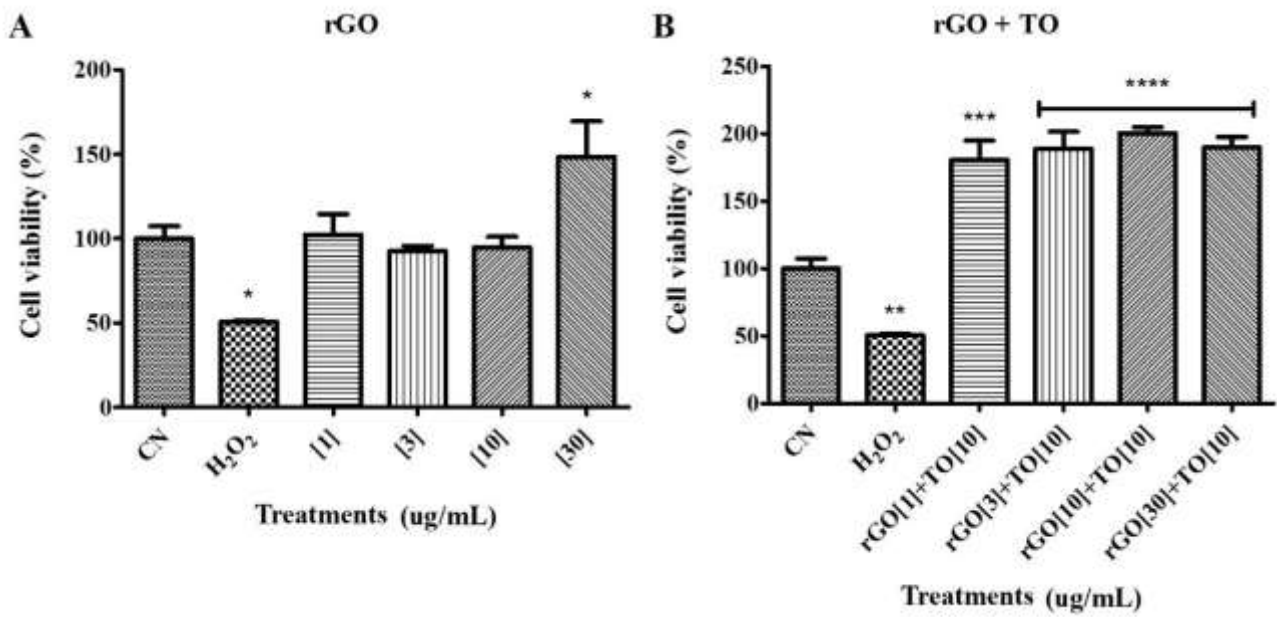 A
rGO
Cell viability (%)
200
150
100
50
0
*
*
CN
H₂O₂
[1]
[3]
[10]
[30]
Treatments (ug/mL)
B
rGO + TO
Cell viability (%)
250
200
150
100
50
0
**
***
****
CN
H₂O₂
rGO[1]+TO[10]
rGO[3]+TO[10]
rGO[10]+TO[10]
rGO[30]+TO[10]
Treatments (ug/mL)